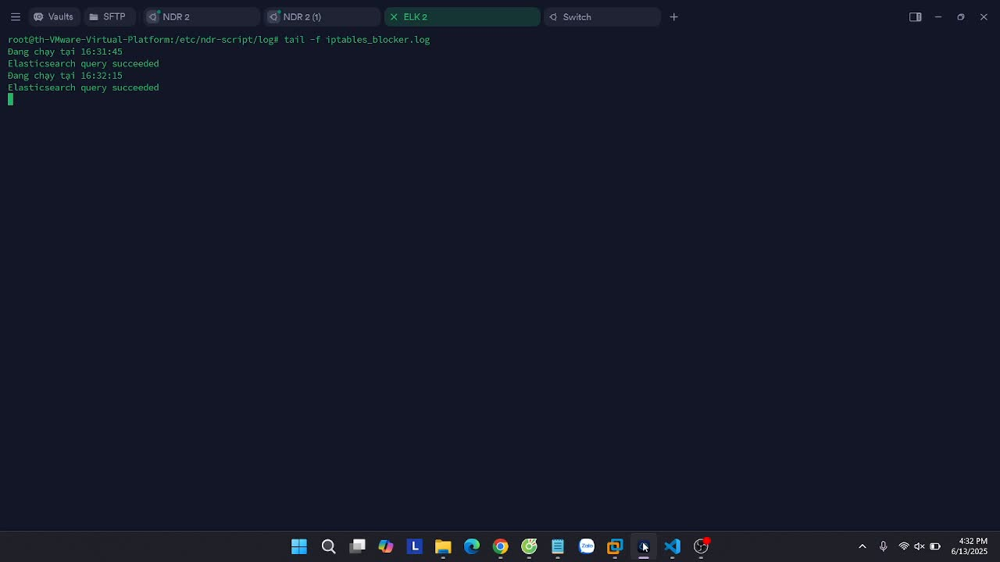 Vaults
SFTP
NDR 2
NDR 2 (1)
ELK 2
Switch
root@th-VMware-Virtual-Platform:/etc/ndr-script/log# tail -f iptables_blocker.log
Đang chạy tại 16:31:45
Elasticsearch query succeeded
Đang chạy tại 16:32:15
Elasticsearch query succeeded
L
Zalo
4:32 PM
6/13/2025